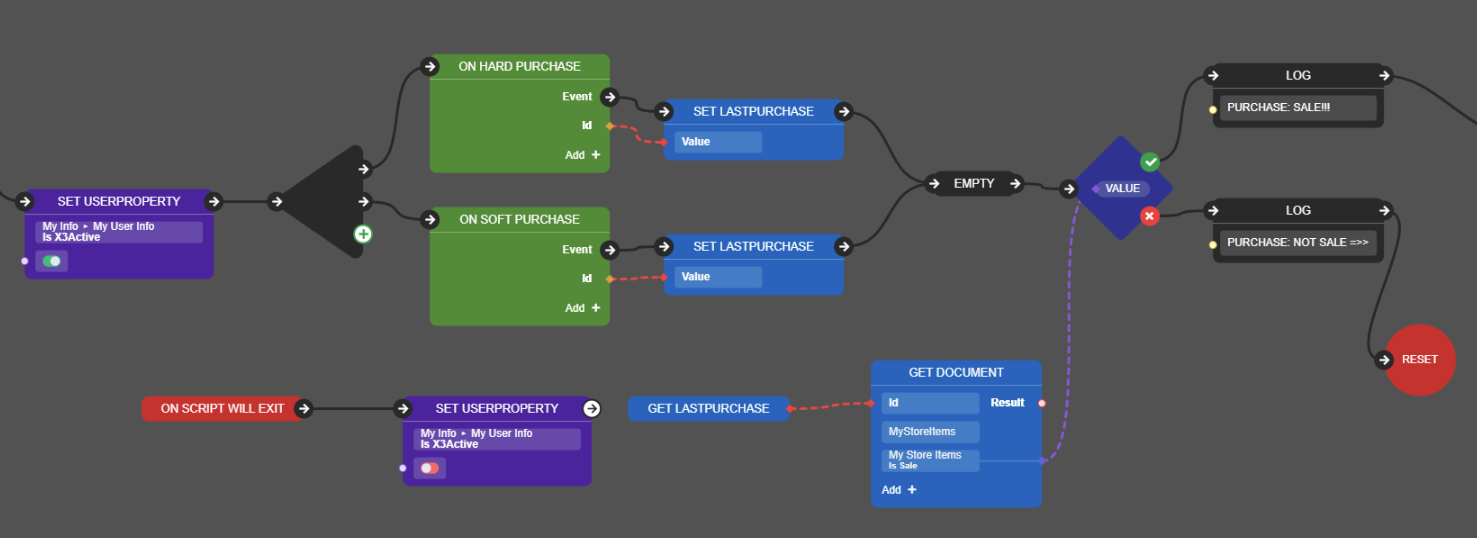 SET USERPROPERTY
My Info ▸ My User Info
Is X3Active
ON HARD PURCHASE
Event
Id
Add +
SET LASTPURCHASE
Value
ON SOFT PURCHASE
Event
Id
Add +
SET LASTPURCHASE
Value
EMPTY
VALUE
LOG
PURCHASE: SALE!!!
LOG
PURCHASE: NOT SALE =>>
RESET
ON SCRIPT WILL EXIT
SET USERPROPERTY
My Info ▸ My User Info
Is X3Active
GET LASTPURCHASE
GET DOCUMENT
Id Result
MyStoreItems
My Store Items
Is Sale
Add +